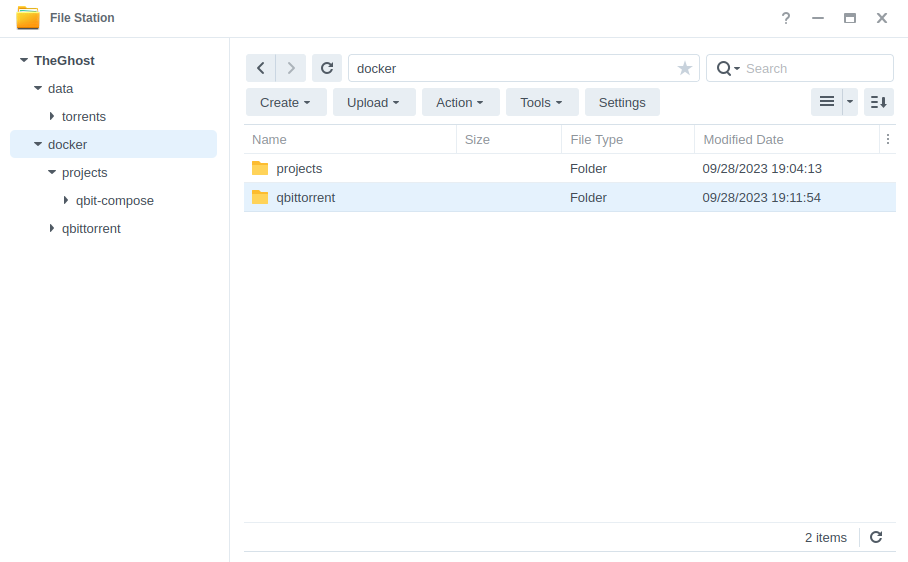 File Station
?
TheGhost
data
torrents
docker
projects
qbit-compose
qbittorrent
docker
Search
Create Upload Action Tools Settings
Name Size File Type Modified Date
projects Folder 09/28/2023 19:04:13
qbittorrent Folder 09/28/2023 19:11:54
2 items